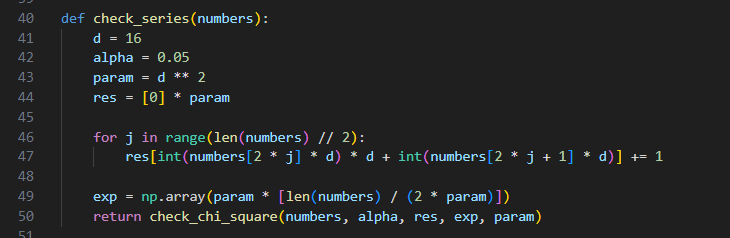 40 def check_series(numbers):
41 d = 16
42 alpha = 0.05
43 param = d ** 2
44 res = [0] * param
45
46 for j in range(len(numbers) // 2):
47 res[int(numbers[2 * j] * d) * d + int(numbers[2 * j + 1] * d)] += 1
48
49 exp = np.array(param * [len(numbers) / (2 * param)])
50 return check_chi_square(numbers, alpha, res, exp, param)
51